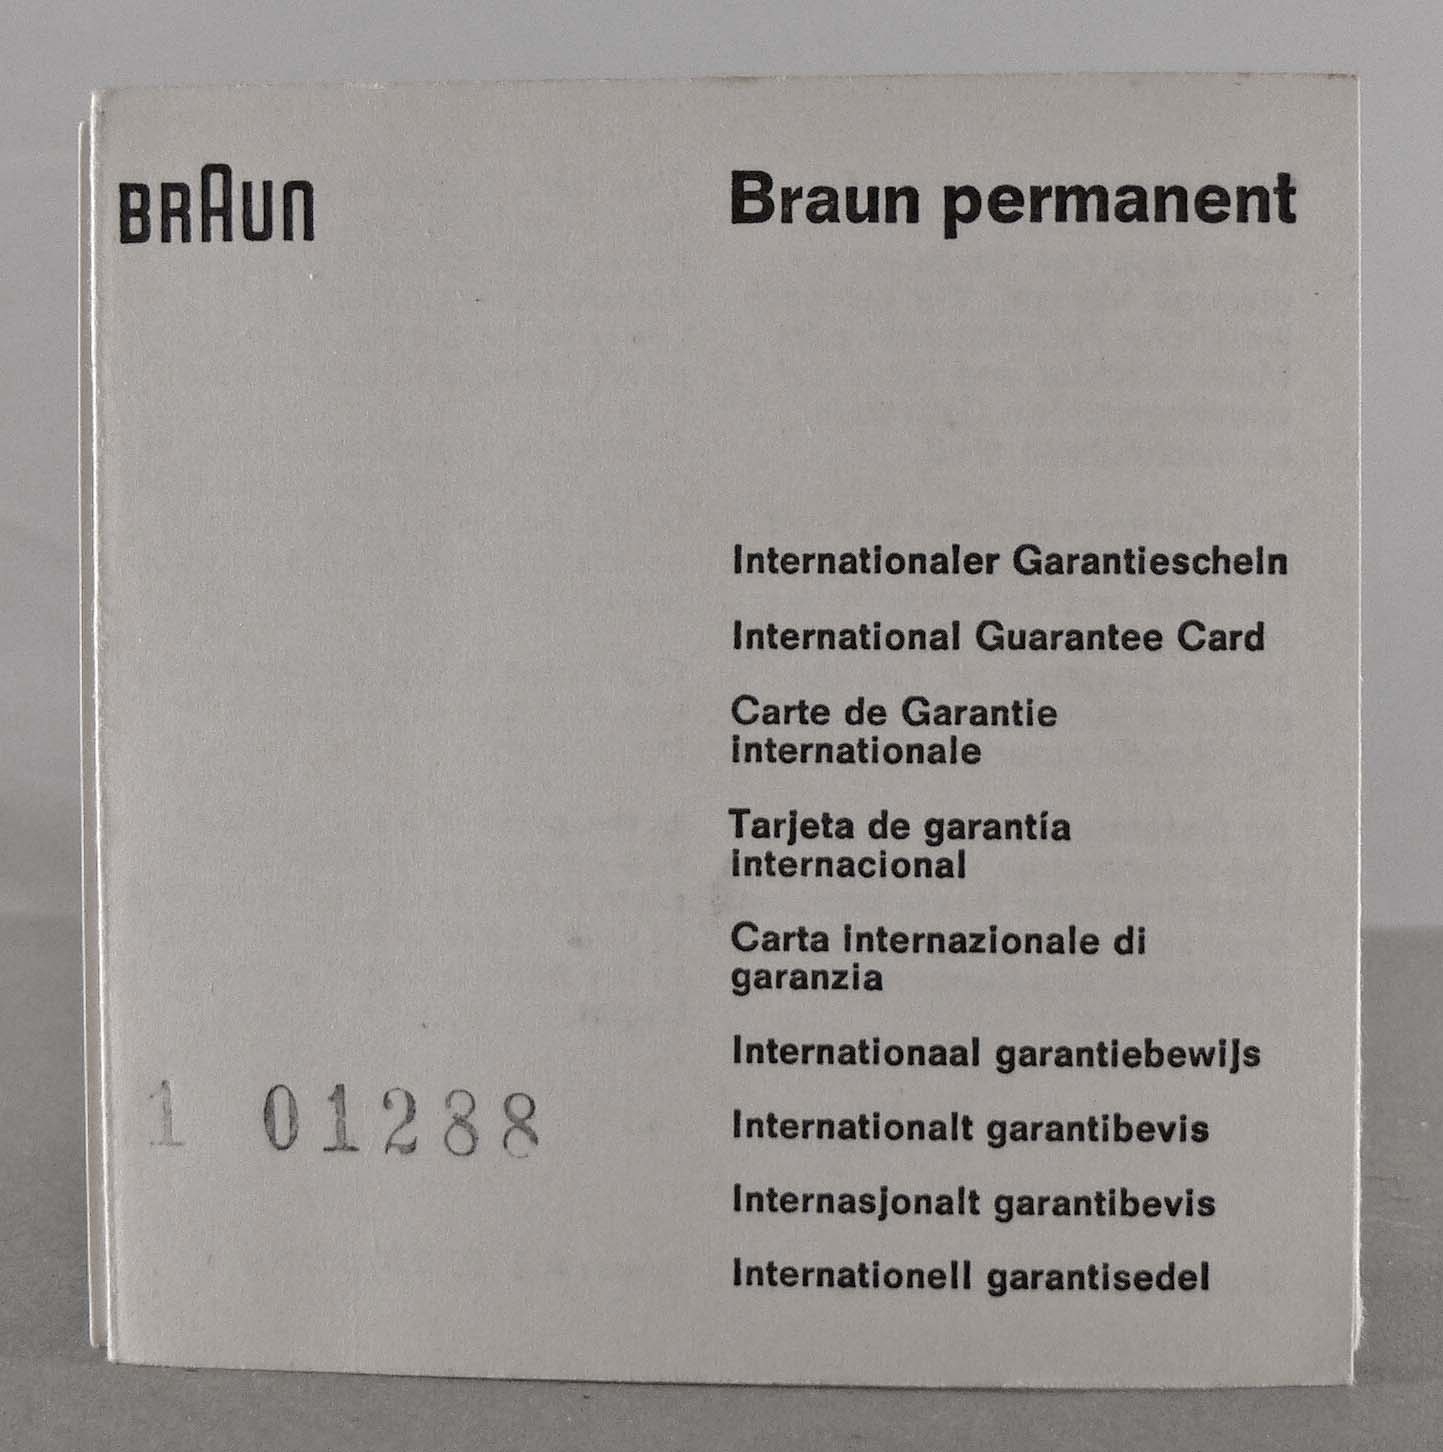 BRAUN
Braun permanent
Internationaler Garantieschein
International Guarantee Card
Carte de Garantie
internationale
Tarjeta de garantía
internacional
Carta internazionale di
garanzia
Internationaal garantiebewijs
Internationalt garantibevis
Internasjonalt garantibevis
Internationell garantisedel
1 01288